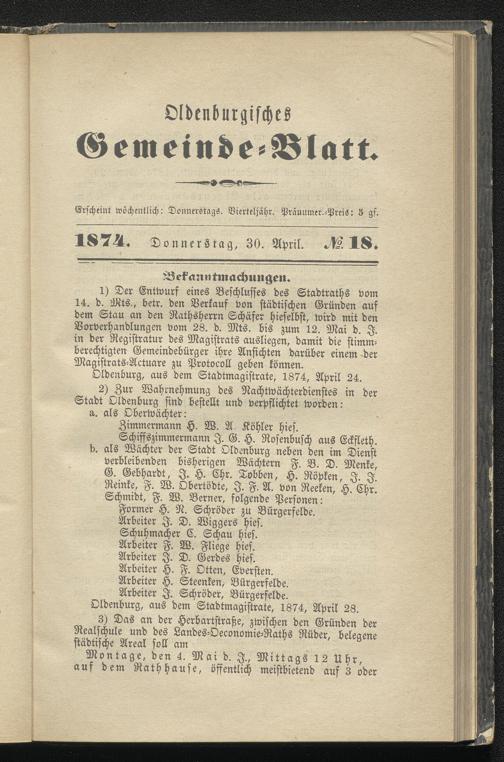 Oldenburgisches
Gemeinde-Blatt.
Erscheint wöchentlich: Donnerstags. Vierteljähr. Pränumer.-Preis: 5 gs.
1874. Donnerstag, 30. April. № 18.
Bekanntmachungen.
1) Der Entwurf eines Beschlusses des Stadtraths vom
14. d. Mts., betr. den Verkauf von städtischen Gründen auf
dem Stau an den Rathsherrn Schäfer hieselbst, wird mit den
Vorverhandlungen vom 28. d. Mts. bis zum 12. Mai d. J.
in der Registratur des Magistrats ausliegen, damit die stimm-
berechtigten Gemeindebürger ihre Ansichten darüber einem der
Magistrats-Actuare zu Protocoll geben können.
Oldenburg, aus dem Stadtmagistrate, 1874, April 24.
2) Zur Wahrnehmung des Nachtwächterdienstes in der
Stadt Oldenburg sind bestellt und verpflichtet worden:
a. als Oberwächter:
Zimmermann H. W. A. Köhler hies.
Schiffszimmermann J. G. H. Rosenbusch aus Ecksleth.
b. als Wächter der Stadt Oldenburg neben den im Dienst
verbleibenden bisherigen Wächtern F. B. D. Menke,
G. Gebhardt, J. H. Chr. Tobben, H. Röpken, J. J.
Reinke, F. W. Obertödte, J. F. A. von Reeken, H. Chr.
Schmidt, F. W. Berner, folgende Personen:
Former H. N. Schröder zu Bürgerfelde.
Arbeiter J. D. Wiggers hies.
Schuhmacher C. Schau hies.
Arbeiter F. W. Fliege hies.
Arbeiter J. D. Gerdes hies.
Arbeiter H. F. Otten, Eversten.
Arbeiter H. Steenken, Bürgerfelde.
Arbeiter J. Schröder, Bürgerfelde.
Oldenburg, aus dem Stadtmagistrate, 1874, April 28.
3) Das an der Herbartstraße, zwischen den Gründen der
Realschule und des Landes-Oeconomie-Raths Rüder, belegene
städtische Areal soll am
Montage, den 4. Mai d. J., Mittags 12 Uhr,
auf dem Rathhause, öffentlich meistbietend auf 3 oder